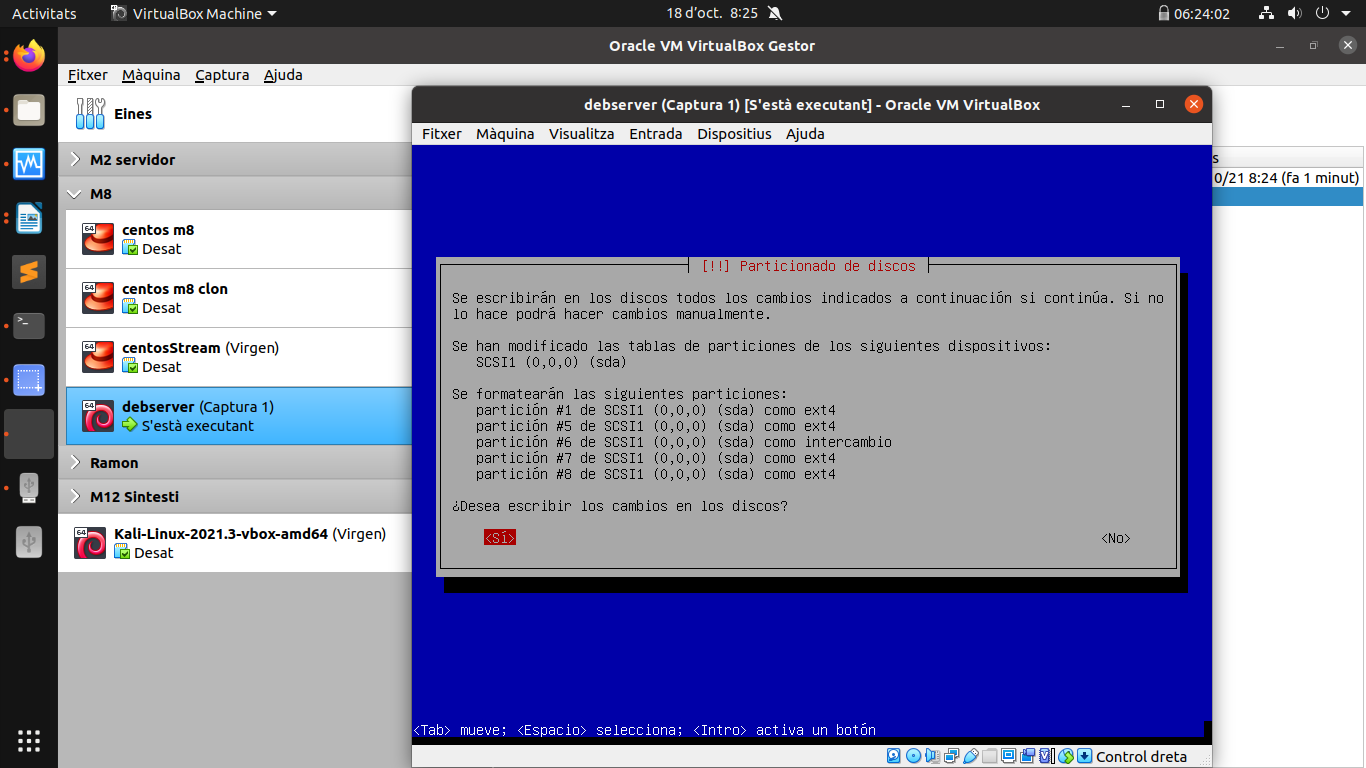 Activitats
VirtualBox Machine
18 d'oct. 8:25
06:24:02
Oracle VM VirtualBox Gestor
Fitxer Màquina Captura Ajuda
Eines
M2 servidor
M8
64
centos m8
Desat
64
centos m8 clon
Desat
64
centosStream (Virgen)
Desat
64
debserver (Captura 1)
S'està executant
Ramon
M12 Sintesi
64
Kali-Linux-2021.3-vbox-amd64 (Virgen)
Desat
s
0/21 8:24 (fa 1 minut)
debserver (Captura 1) [S'està executant] - Oracle VM VirtualBox
Fitxer Màquina Visualitza Entrada Dispositius Ajuda
[!!] Particionado de discos
Se escribirán en los discos todos los cambios indicados a continuación si continúa. Si no
lo hace podrá hacer cambios manualmente.
Se han modificado las tablas de particiones de los siguientes dispositivos:
SCSI1 (0,0,0) (sda)
Se formatearán las siguientes particiones:
partición #1 de SCSI1 (0,0,0) (sda) como ext4
partición #5 de SCSI1 (0,0,0) (sda) como ext4
partición #6 de SCSI1 (0,0,0) (sda) como intercambio
partición #7 de SCSI1 (0,0,0) (sda) como ext4
partición #8 de SCSI1 (0,0,0) (sda) como ext4
¿Desea escribir los cambios en los discos?
<Sí> <No>
<Tab> mueve; <Espacio> selecciona; <Intro> activa un botón
Control dreta